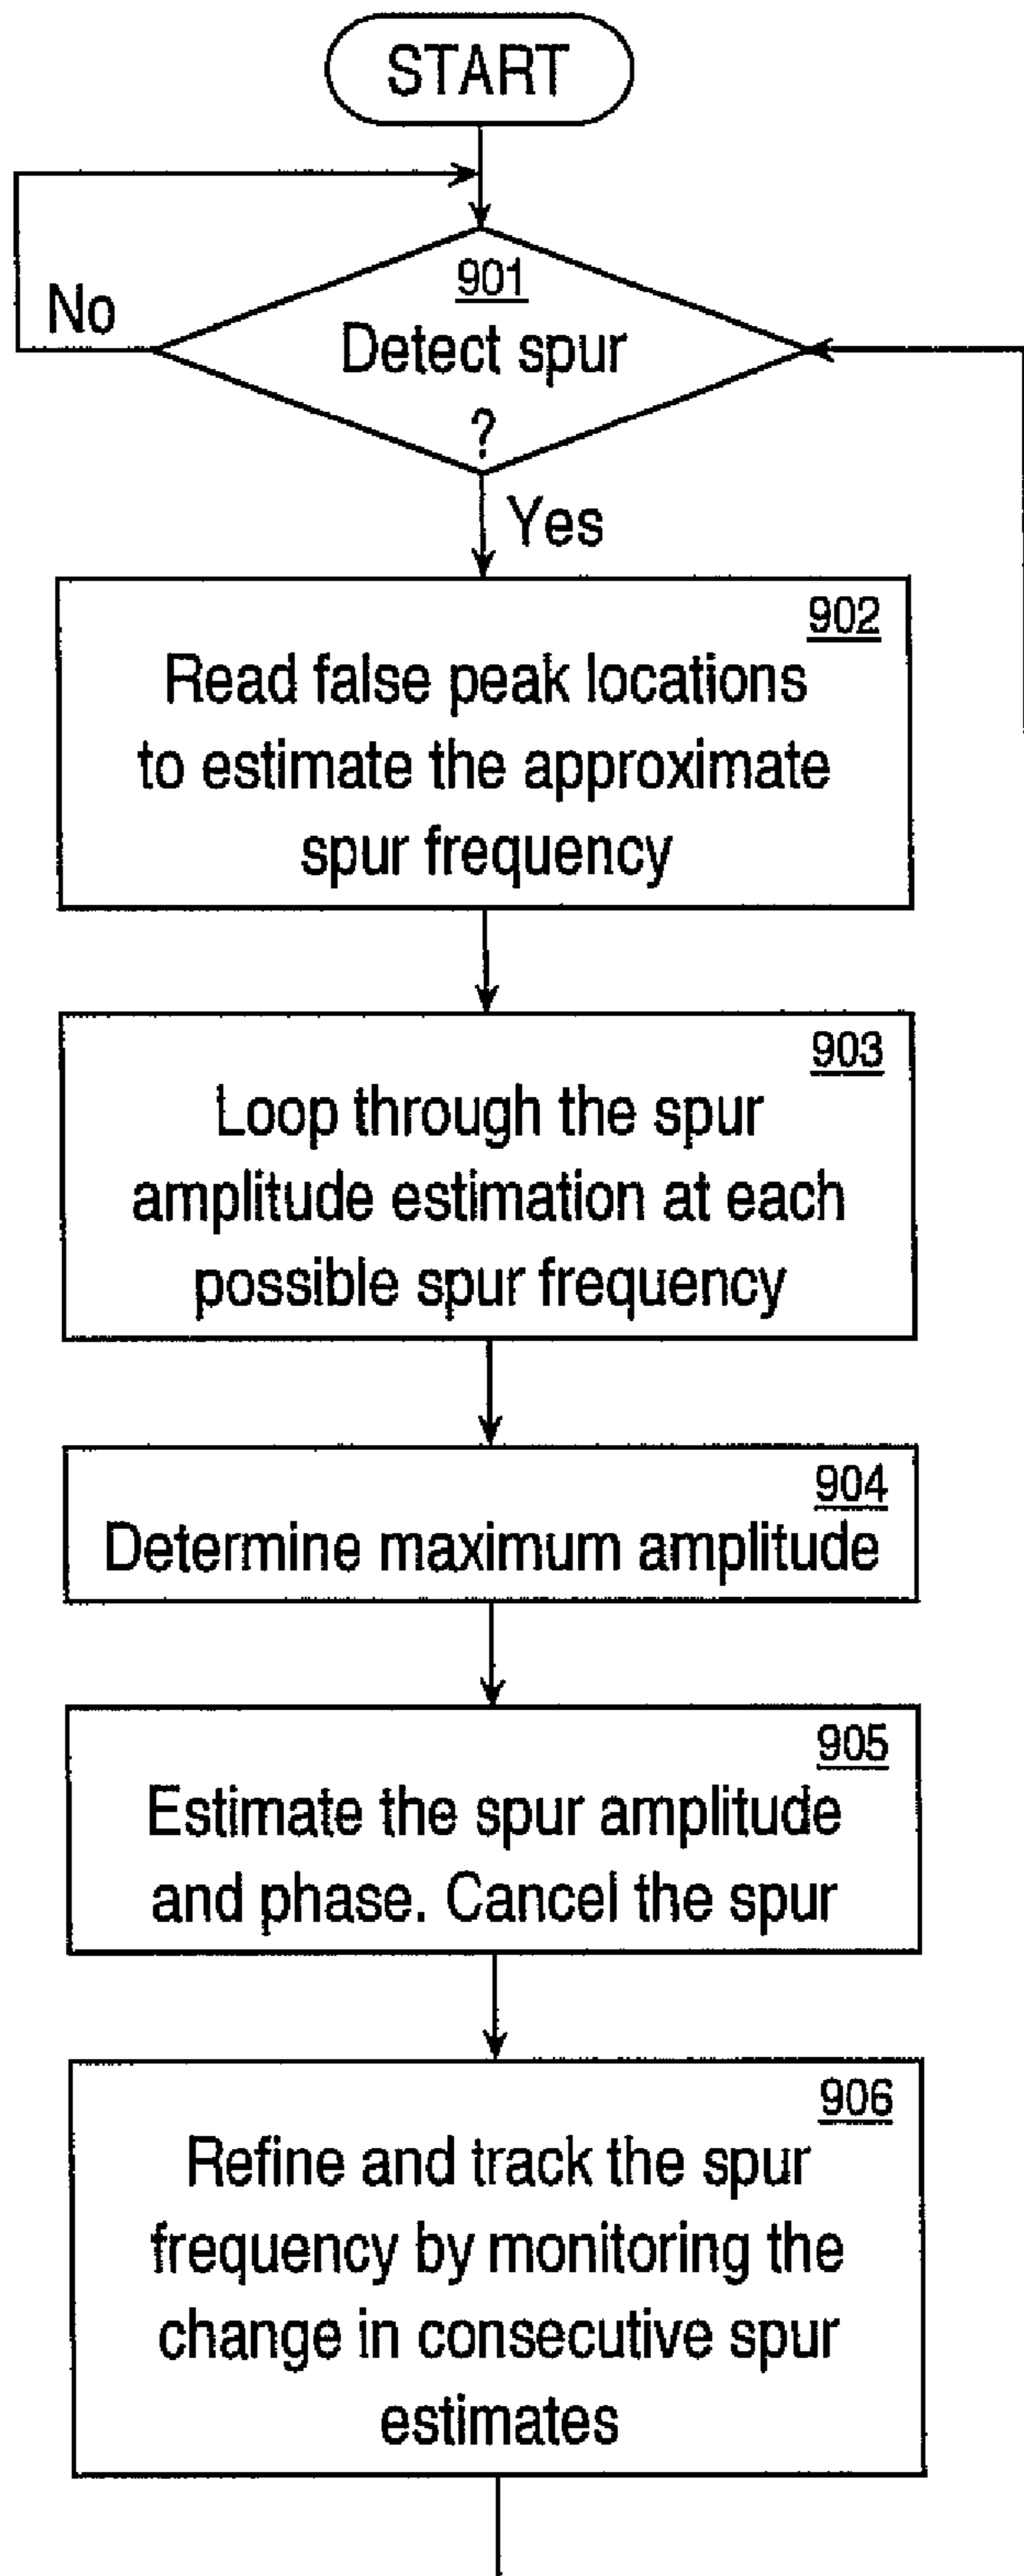 START
901
No
Detect spur
?
Yes
902
Read false peak locations
to estimate the approximate
spur frequency
903
Loop through the spur
amplitude estimation at each
possible spur frequency
904
Determine maximum amplitude
905
Estimate the spur amplitude
and phase. Cancel the spur
906
Refine and track the spur
frequency by monitoring the
change in consecutive spur
estimates